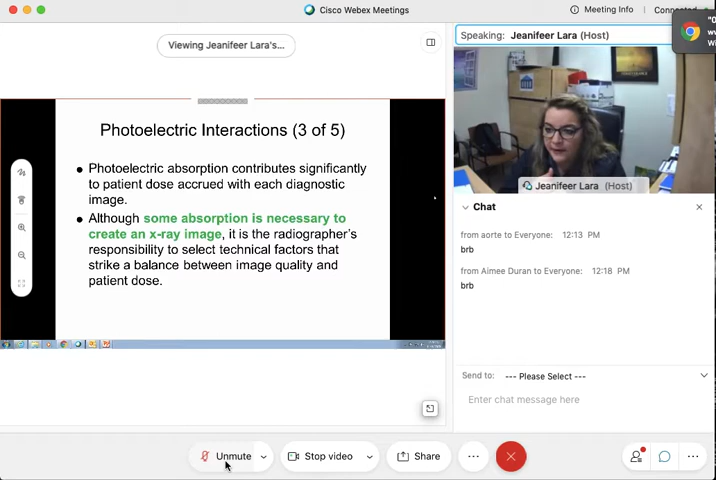 Cisco Webex Meetings
Meeting Info
Viewing Jeanifeer Lara's...
Speaking: Jeanifeer Lara (Host)
Photoelectric Interactions (3 of 5)
• Photoelectric absorption contributes significantly
to patient dose accrued with each diagnostic
image.
• Although some absorption is necessary to
create an x-ray image, it is the radiographer's
responsibility to select technical factors that
strike a balance between image quality and
patient dose.
Jeanifeer Lara (Host)
Chat
from aorte to Everyone: 12:13 PM
brb
from Aimee Duran to Everyone: 12:18 PM
brb
Send to: --- Please Select ---
Enter chat message here
Unmute
Stop video
Share